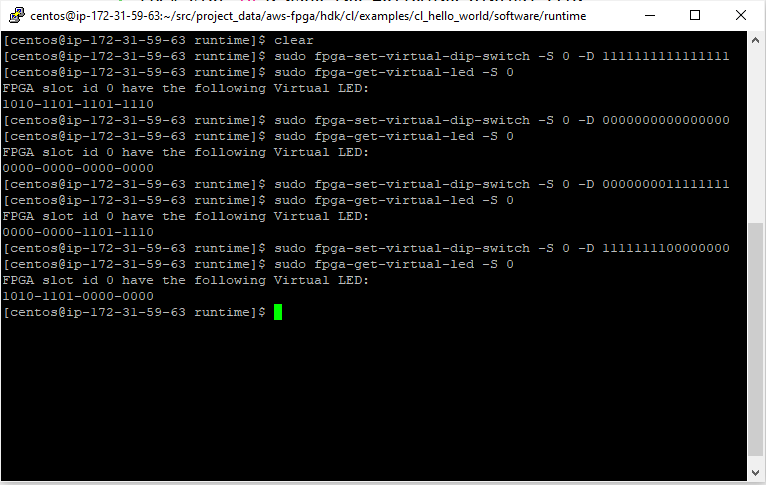 centos@ip-172-31-59-63:~/src/project_data/aws-fpga/hdk/cl/examples/cl_hello_world/software/runtime
[centos@ip-172-31-59-63 runtime]$ clear
[centos@ip-172-31-59-63 runtime]$ sudo fpga-set-virtual-dip-switch -S 0 -D 1111111111111111
[centos@ip-172-31-59-63 runtime]$ sudo fpga-get-virtual-led -S 0
FPGA slot id 0 have the following Virtual LED:
1010-1101-1101-1110
[centos@ip-172-31-59-63 runtime]$ sudo fpga-set-virtual-dip-switch -S 0 -D 0000000000000000
[centos@ip-172-31-59-63 runtime]$ sudo fpga-get-virtual-led -S 0
FPGA slot id 0 have the following Virtual LED:
0000-0000-0000-0000
[centos@ip-172-31-59-63 runtime]$ sudo fpga-set-virtual-dip-switch -S 0 -D 0000000011111111
[centos@ip-172-31-59-63 runtime]$ sudo fpga-get-virtual-led -S 0
FPGA slot id 0 have the following Virtual LED:
0000-0000-1101-1110
[centos@ip-172-31-59-63 runtime]$ sudo fpga-set-virtual-dip-switch -S 0 -D 1111111100000000
[centos@ip-172-31-59-63 runtime]$ sudo fpga-get-virtual-led -S 0
FPGA slot id 0 have the following Virtual LED:
1010-1101-0000-0000
[centos@ip-172-31-59-63 runtime]$